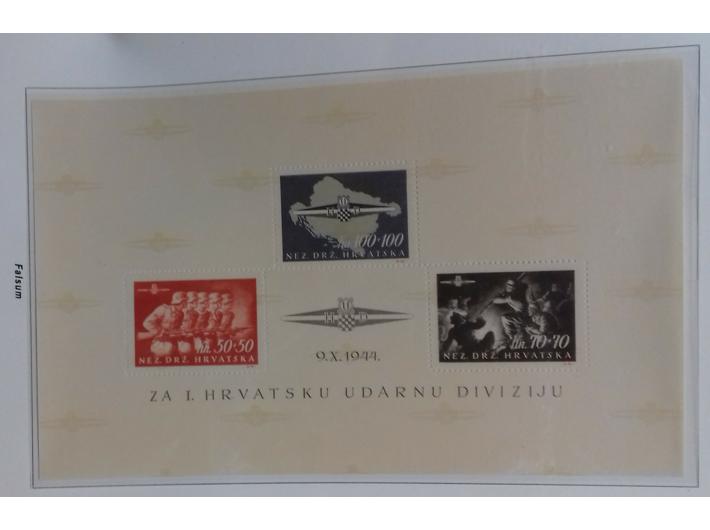 Falsum
kn 100+100
NEZ. DRŽ. HRVATSKA
kn. 50+50
NEZ. DRŽ. HRVATSKA
kn. 70+70
NEZ. DRŽ. HRVATSKA
9.X.1944.
ZA I. HRVATSKU UDARNU DIVIZIJU